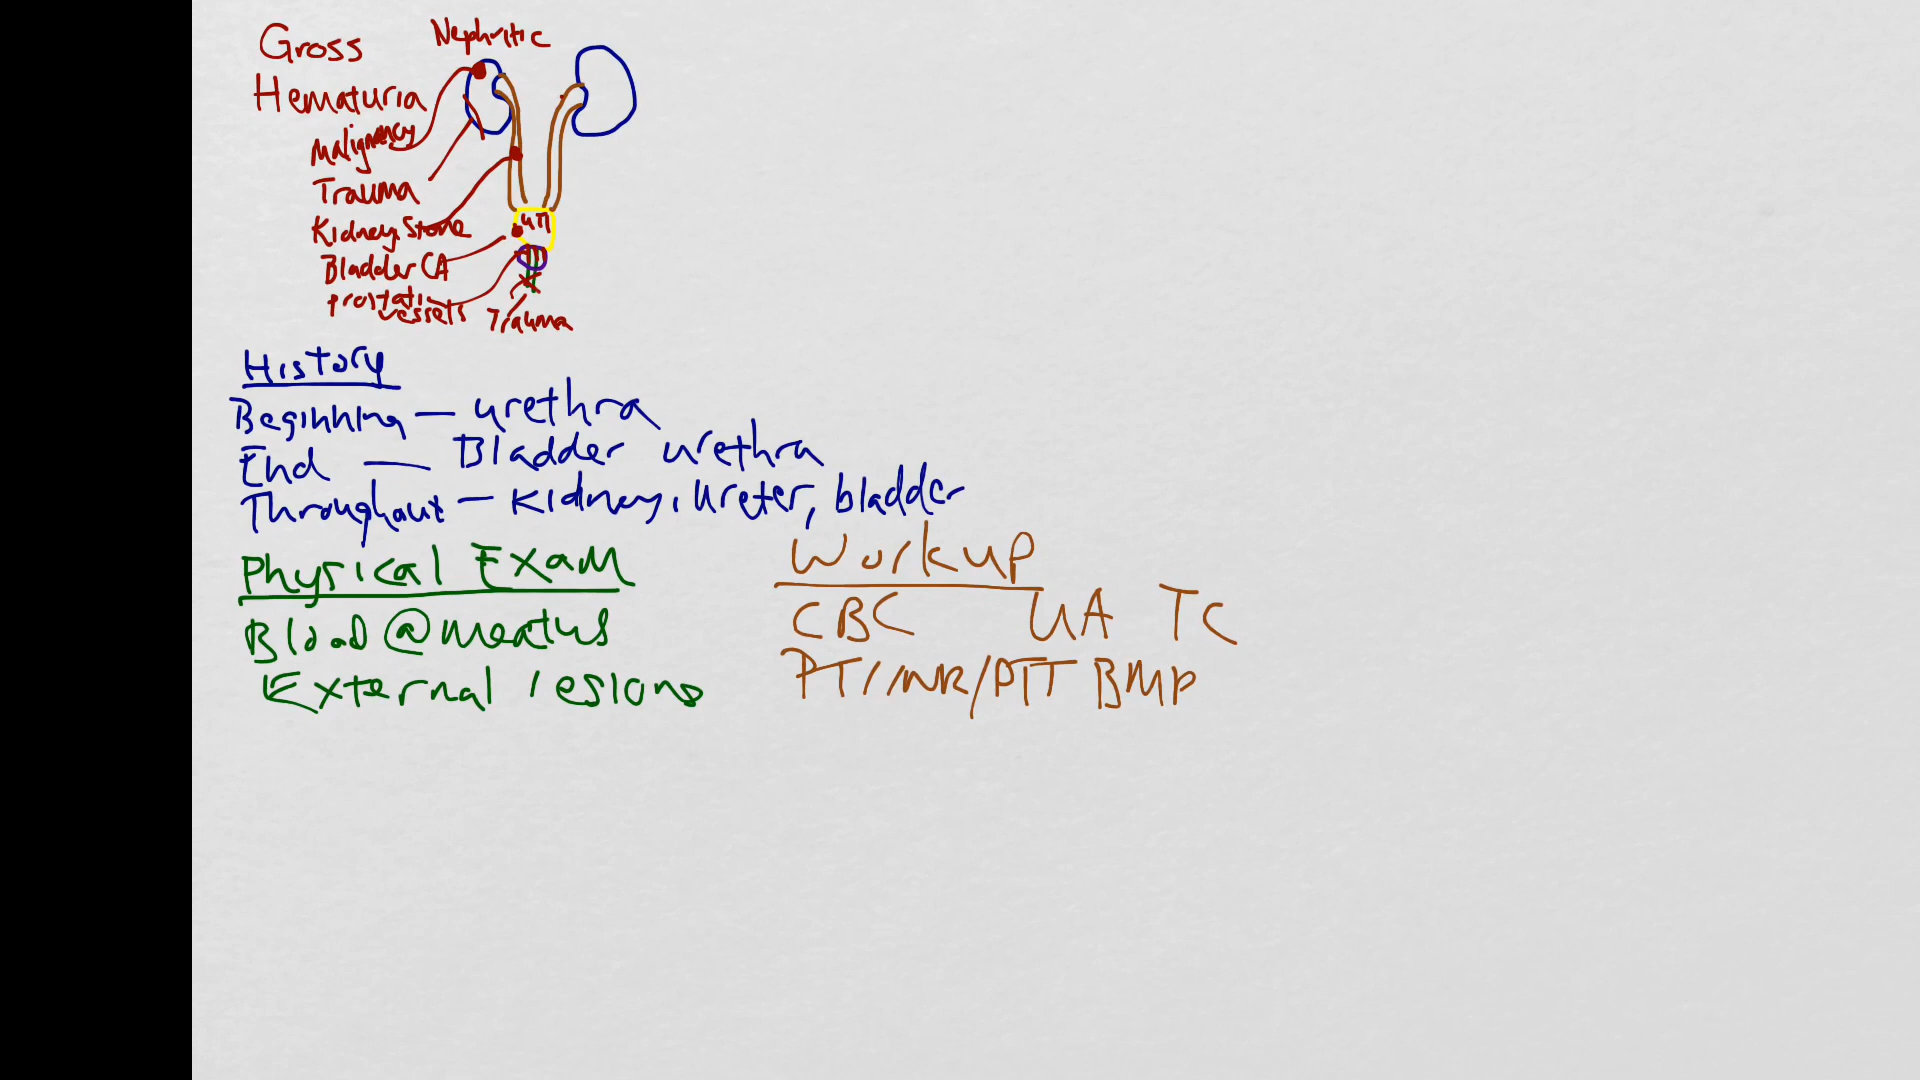 Gross
Nephritic
Hematuria
Malignancy
Trauma
Kidney Stone
UTI
Bladder CA
prostatic
vessels
Trauma
History
Beginning — urethra
End — Bladder urethra
Throughout — Kidney, Ureter, bladder
Physical Exam
Blood @ meatus
External lesions
Workup
CBC UA TC
PT/INR/PTT BMP